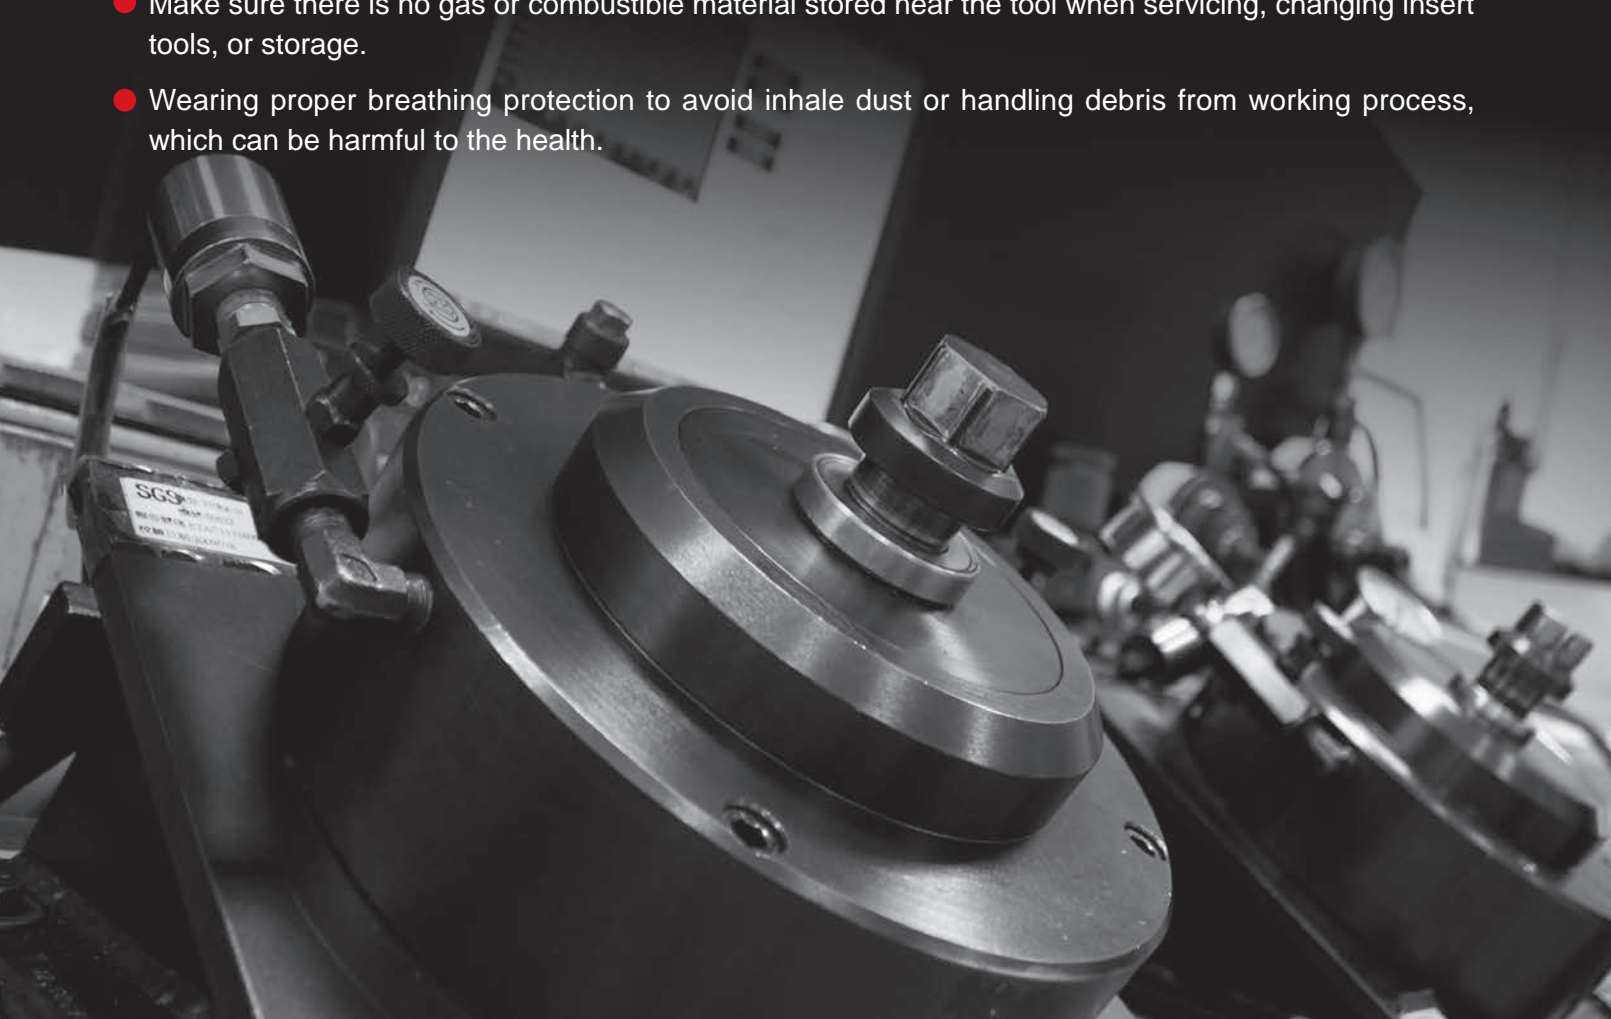 Make sure there is no gas or combustible material stored near the tool when servicing, changing insert
tools, or storage.
Wearing proper breathing protection to avoid inhale dust or handling debris from working process,
which can be harmful to the health.
SGS